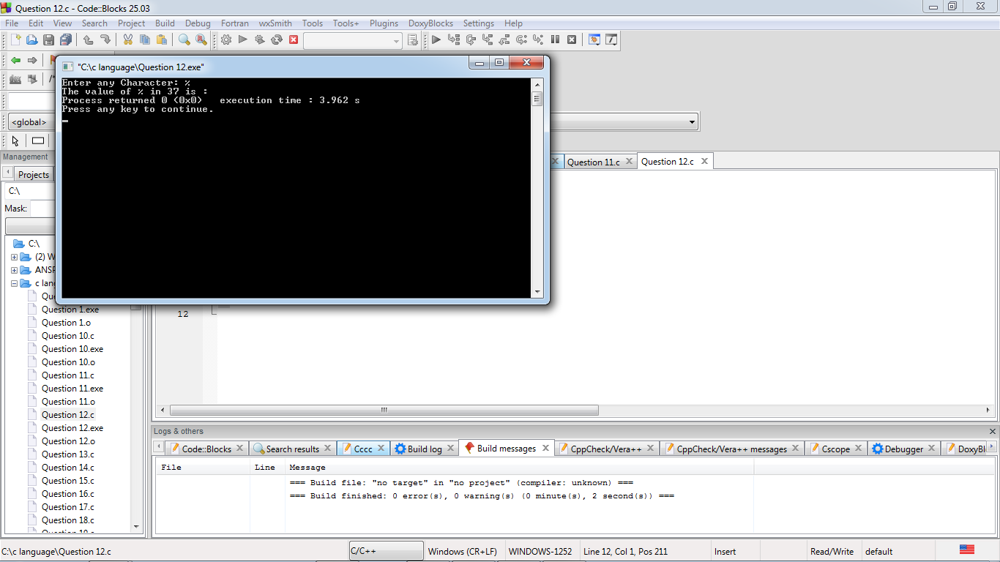 Question 12.c - Code::Blocks 25.03
File Edit View Search Project Build Debug Fortran wxSmith Tools Tools+ Plugins DoxyBlocks Settings Help
"C:\c language\Question 12.exe"
Enter any Character: %
The value of % in 37 is :
Process returned 0 (0x0)   execution time : 3.962 s
Press any key to continue.
<global>
Management
Projects
C:\
Mask:
C:\
(2) W
ANSF
c lang
Question 1.exe
Question 1.o
Question 10.c
Question 10.exe
Question 10.o
Question 11.c
Question 11.exe
Question 11.o
Question 12.c
Question 12.exe
Question 12.o
Question 13.c
Question 14.c
Question 15.c
Question 16.c
Question 17.c
Question 18.c
Question 11.c Question 12.c
12
Logs & others
Code::Blocks Search results Cccc Build log Build messages CppCheck/Vera++ CppCheck/Vera++ messages Cscope Debugger DoxyBl
File Line Message
=== Build file: "no target" in "no project" (compiler: unknown) ===
=== Build finished: 0 error(s), 0 warning(s) (0 minute(s), 2 second(s)) ===
C:\c language\Question 12.c C/C++ Windows (CR+LF) WINDOWS-1252 Line 12, Col 1, Pos 211 Insert Read/Write default